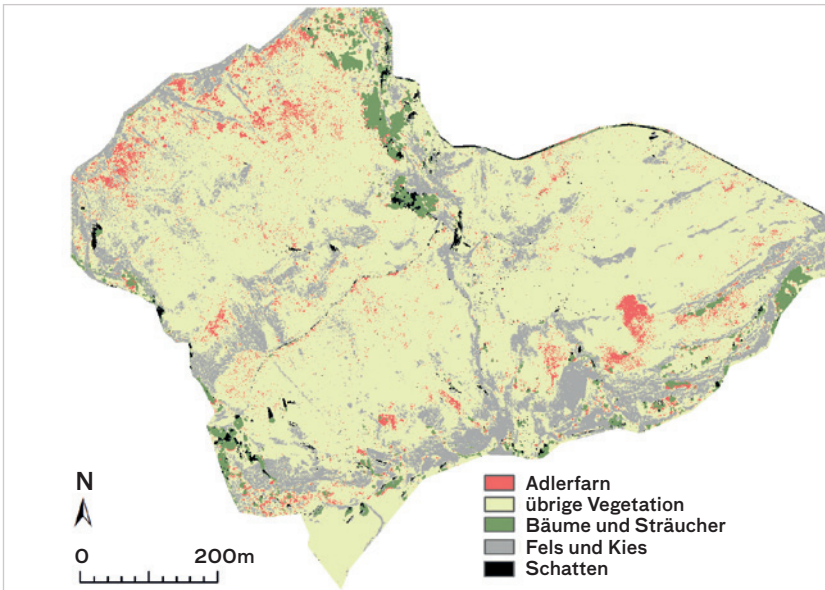 N
0 200m
Adlerfarn
übrige Vegetation
Bäume und Sträucher
Fels und Kies
Schatten